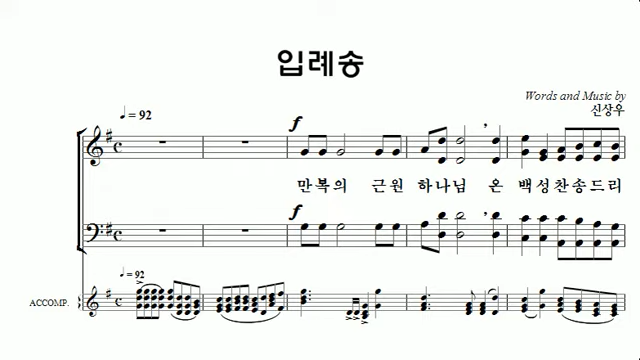 입례송
Words and Music by
신상우
♩= 92
f
만복의 근원 하나님 온 백성찬송드리
f
♩= 92
ACCOMP.